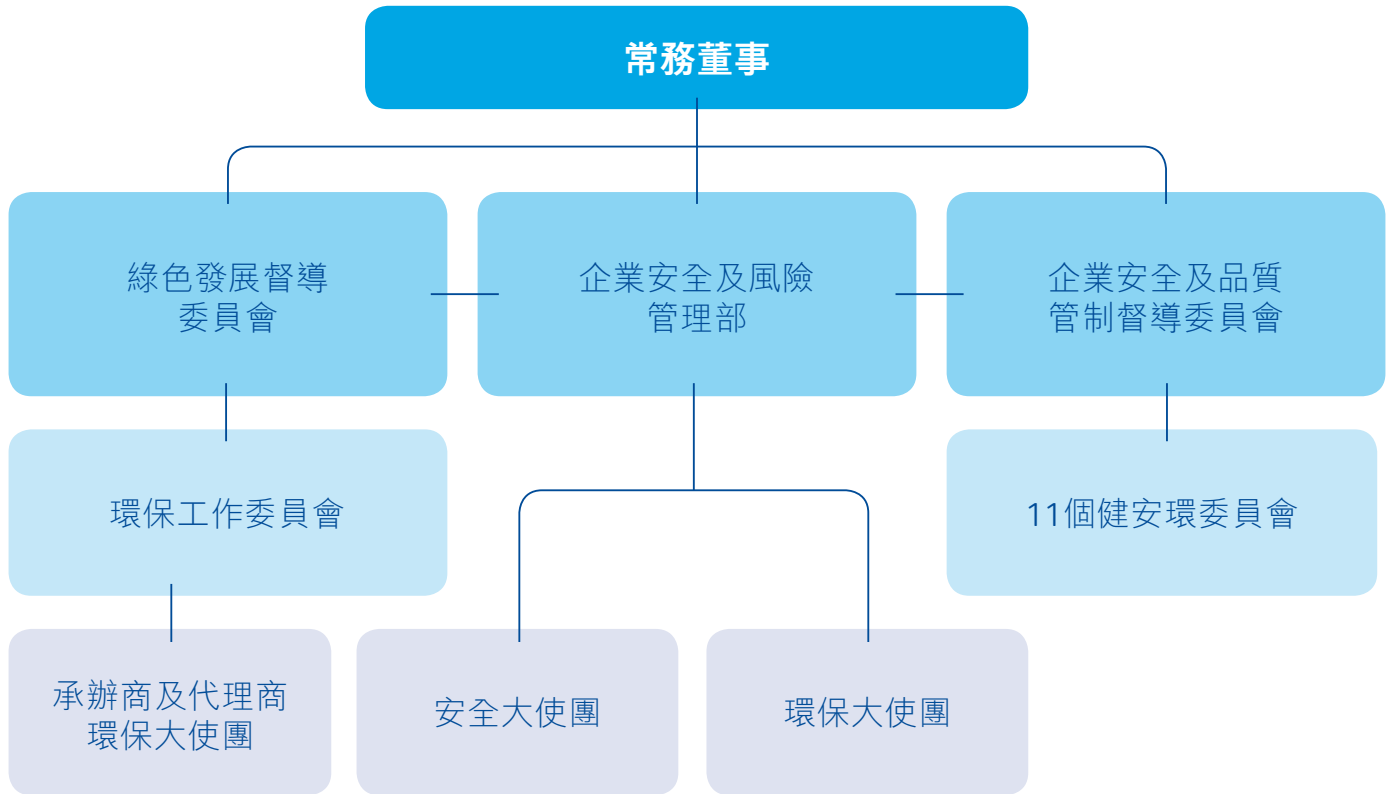 常務董事
綠色發展督導
委員會
企業安全及風險
管理部
企業安全及品質
管制督導委員會
環保工作委員會
11個健安環委員會
承辦商及代理商
環保大使團
安全大使團
環保大使團